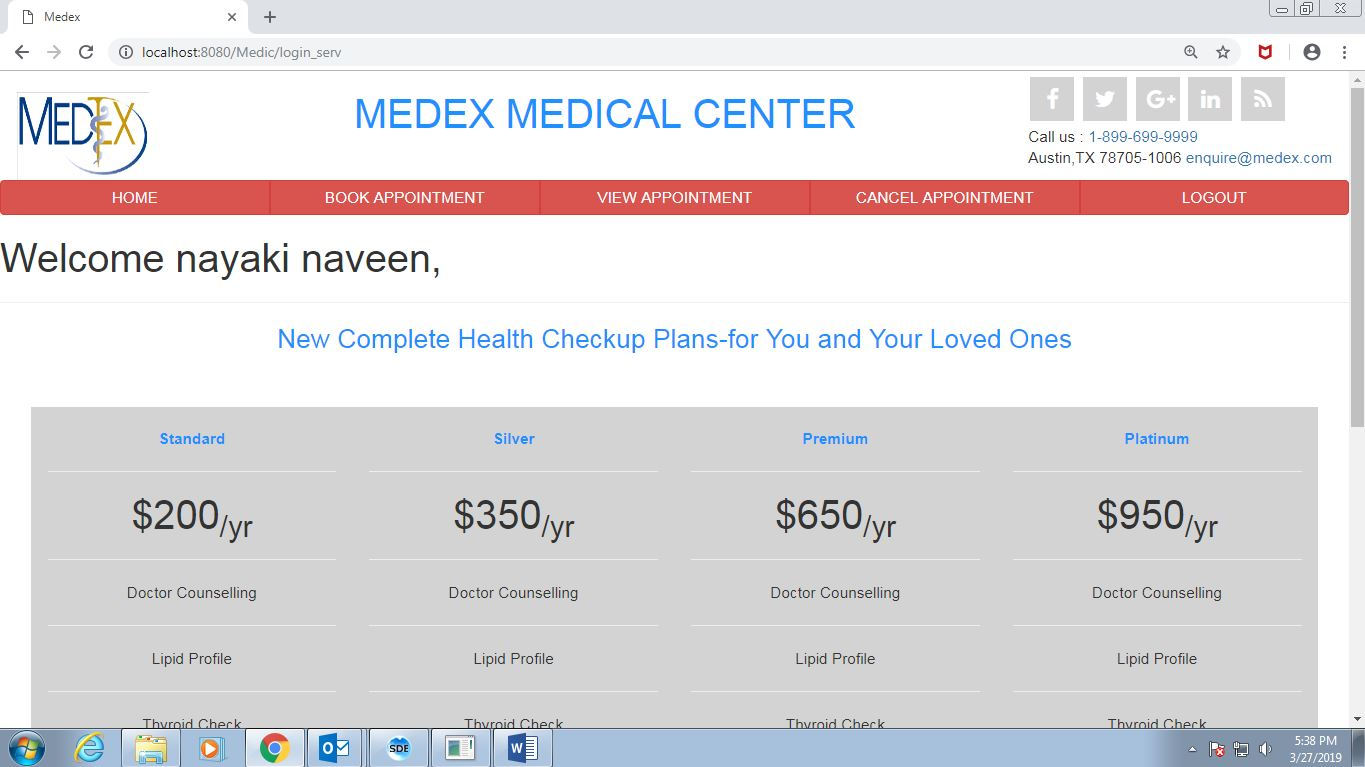 Medex
localhost:8080/Medic/login_serv
MEDEX
MEDEX MEDICAL CENTER
Call us : 1-899-699-9999
Austin,TX 78705-1006 enquire@medex.com
HOME BOOK APPOINTMENT VIEW APPOINTMENT CANCEL APPOINTMENT LOGOUT
Welcome nayaki naveen,
New Complete Health Checkup Plans-for You and Your Loved Ones
Standard Silver Premium Platinum
$200/yr $350/yr $650/yr $950/yr
Doctor Counselling Doctor Counselling Doctor Counselling Doctor Counselling
Lipid Profile Lipid Profile Lipid Profile Lipid Profile
Thyroid Check Thyroid Check Thyroid Check Thyroid Check
SDE
5:38 PM
3/27/2019